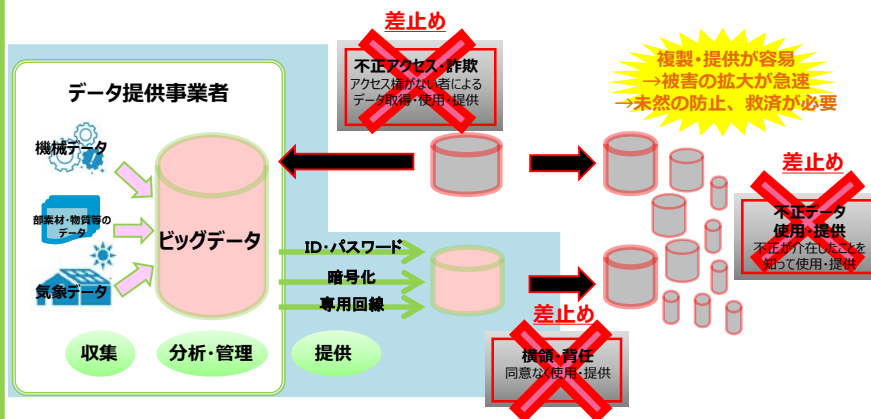 差止め
不正アクセス・詐欺
アクセス権がない者による
データ取得・使用・提供
複製・提供が容易
→被害の拡大が急速
→未然の防止、救済が必要
データ提供事業者
機械データ
部素材・物質等の
データ
気象データ
ビッグデータ
ID・パスワード
暗号化
専用回線
収集
分析・管理
提供
差止め
不正データ
使用・提供
不正が介在したことを
知って使用・提供
差止め
横領・背任
同意なく使用・提供